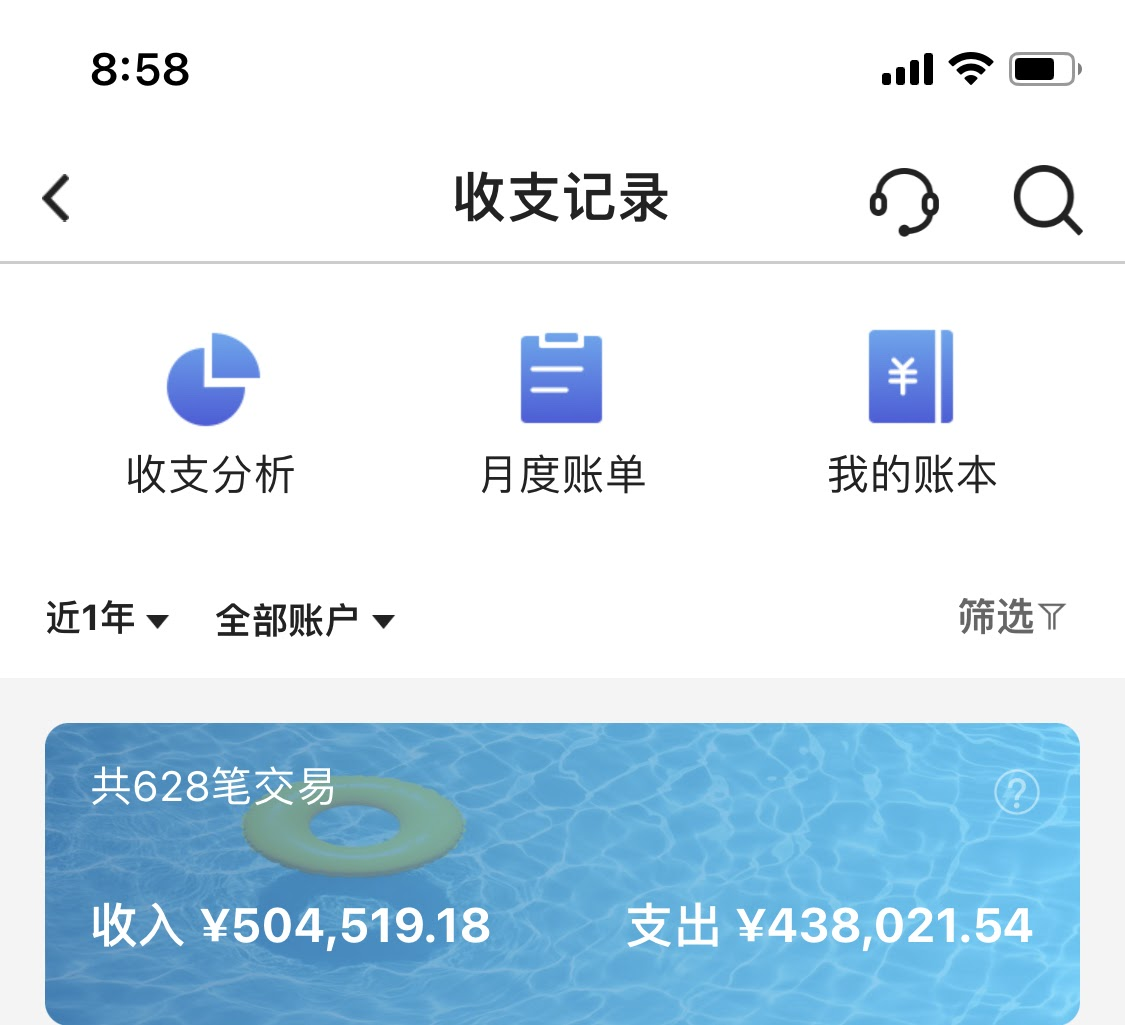 8:58
收支记录
收支分析 月度账单 我的账本
近1年 全部账户 筛选
共628笔交易
收入 ¥504,519.18 支出 ¥438,021.54